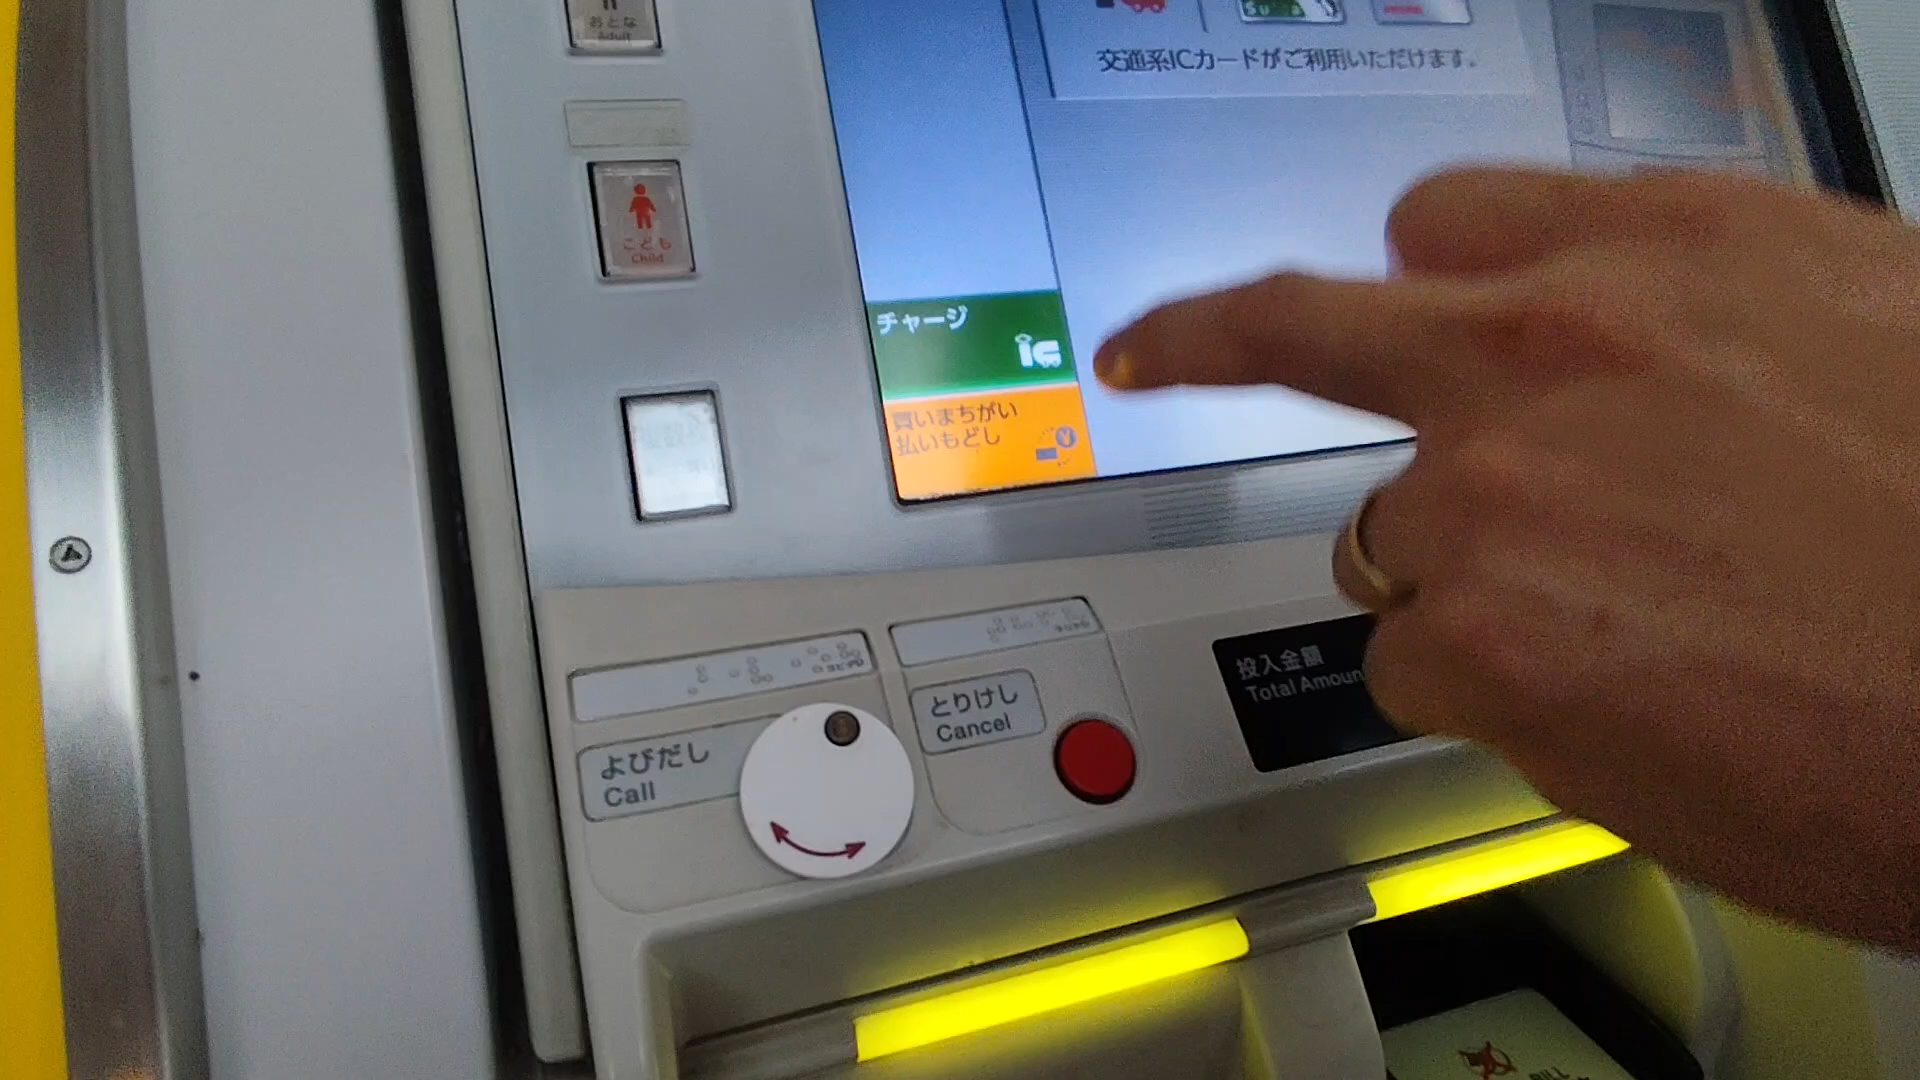 おとな
Adult
交通系ICカードがご利用いただけます。
こども
Child
チャージ
買いまちがい
払いもどし
よびだし
Call
とりけし
Cancel
投入金額
Total Amoun
BILL